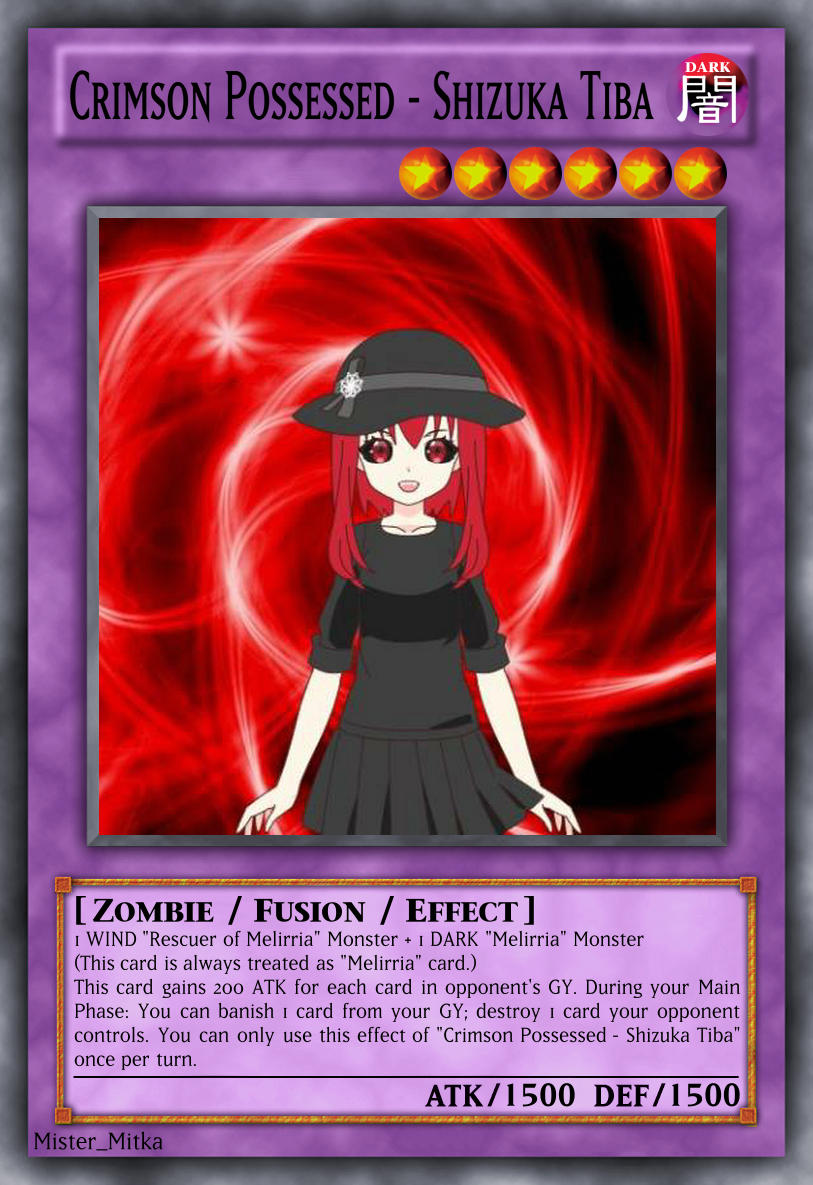 Crimson Possessed - Shizuka Tiba
DARK
闇
[ Zombie / Fusion / Effect ]
1 WIND "Rescuer of Melirria" Monster + 1 DARK "Melirria" Monster
(This card is always treated as "Melirria" card.)
This card gains 200 ATK for each card in opponent's GY. During your Main
Phase: You can banish 1 card from your GY; destroy 1 card your opponent
controls. You can only use this effect of "Crimson Possessed - Shizuka Tiba"
once per turn.
ATK/1500 DEF/1500
Mister_Mitka